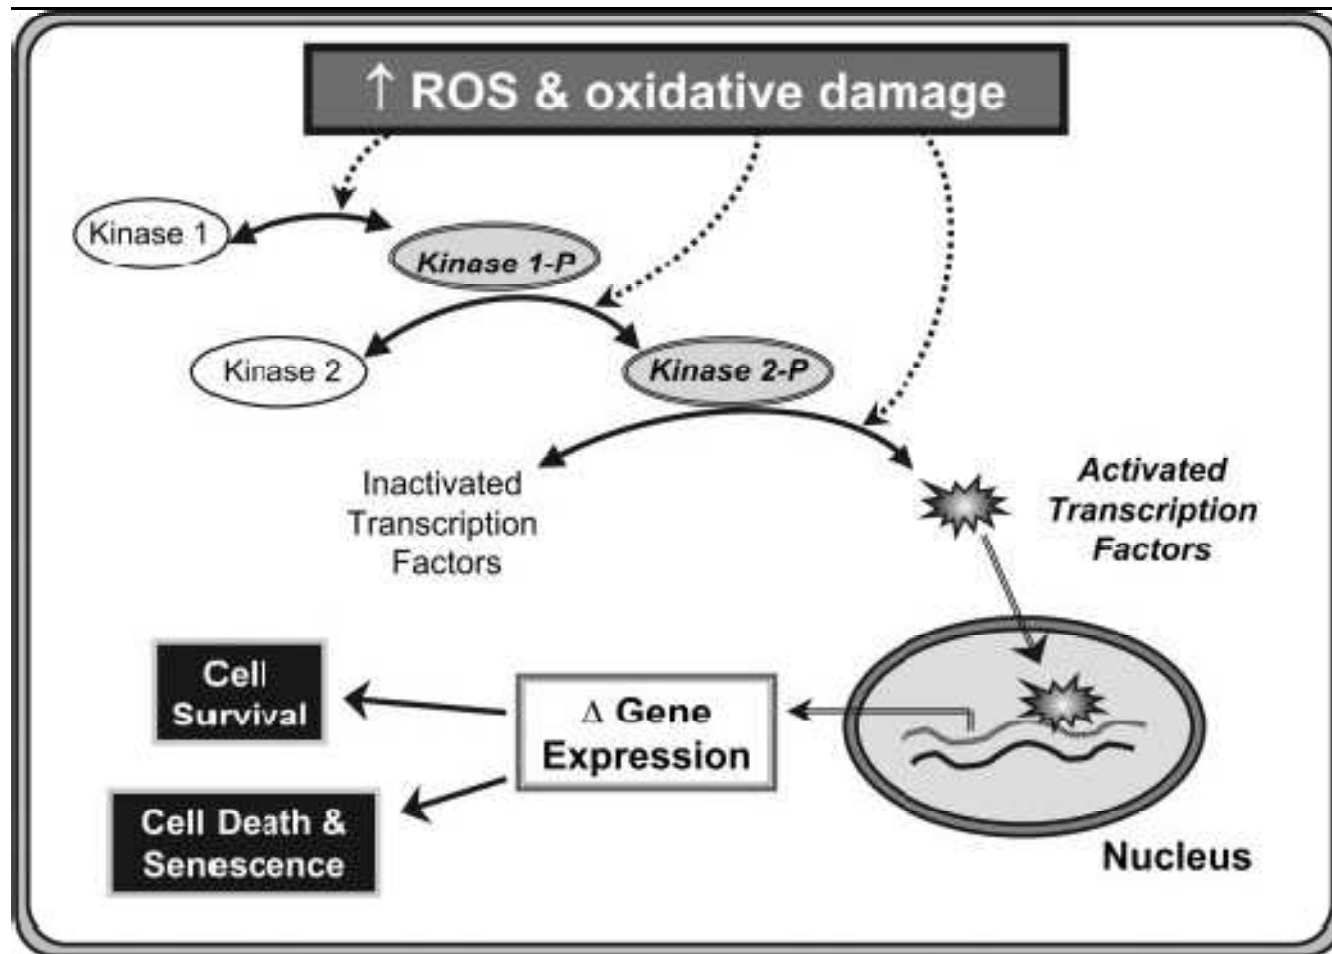 ↑ ROS & oxidative damage
Kinase 1
Kinase 1-P
Kinase 2
Kinase 2-P
Inactivated
Transcription
Factors
Activated
Transcription
Factors
Cell
Survival
Δ Gene
Expression
Cell Death &
Senescence
Nucleus